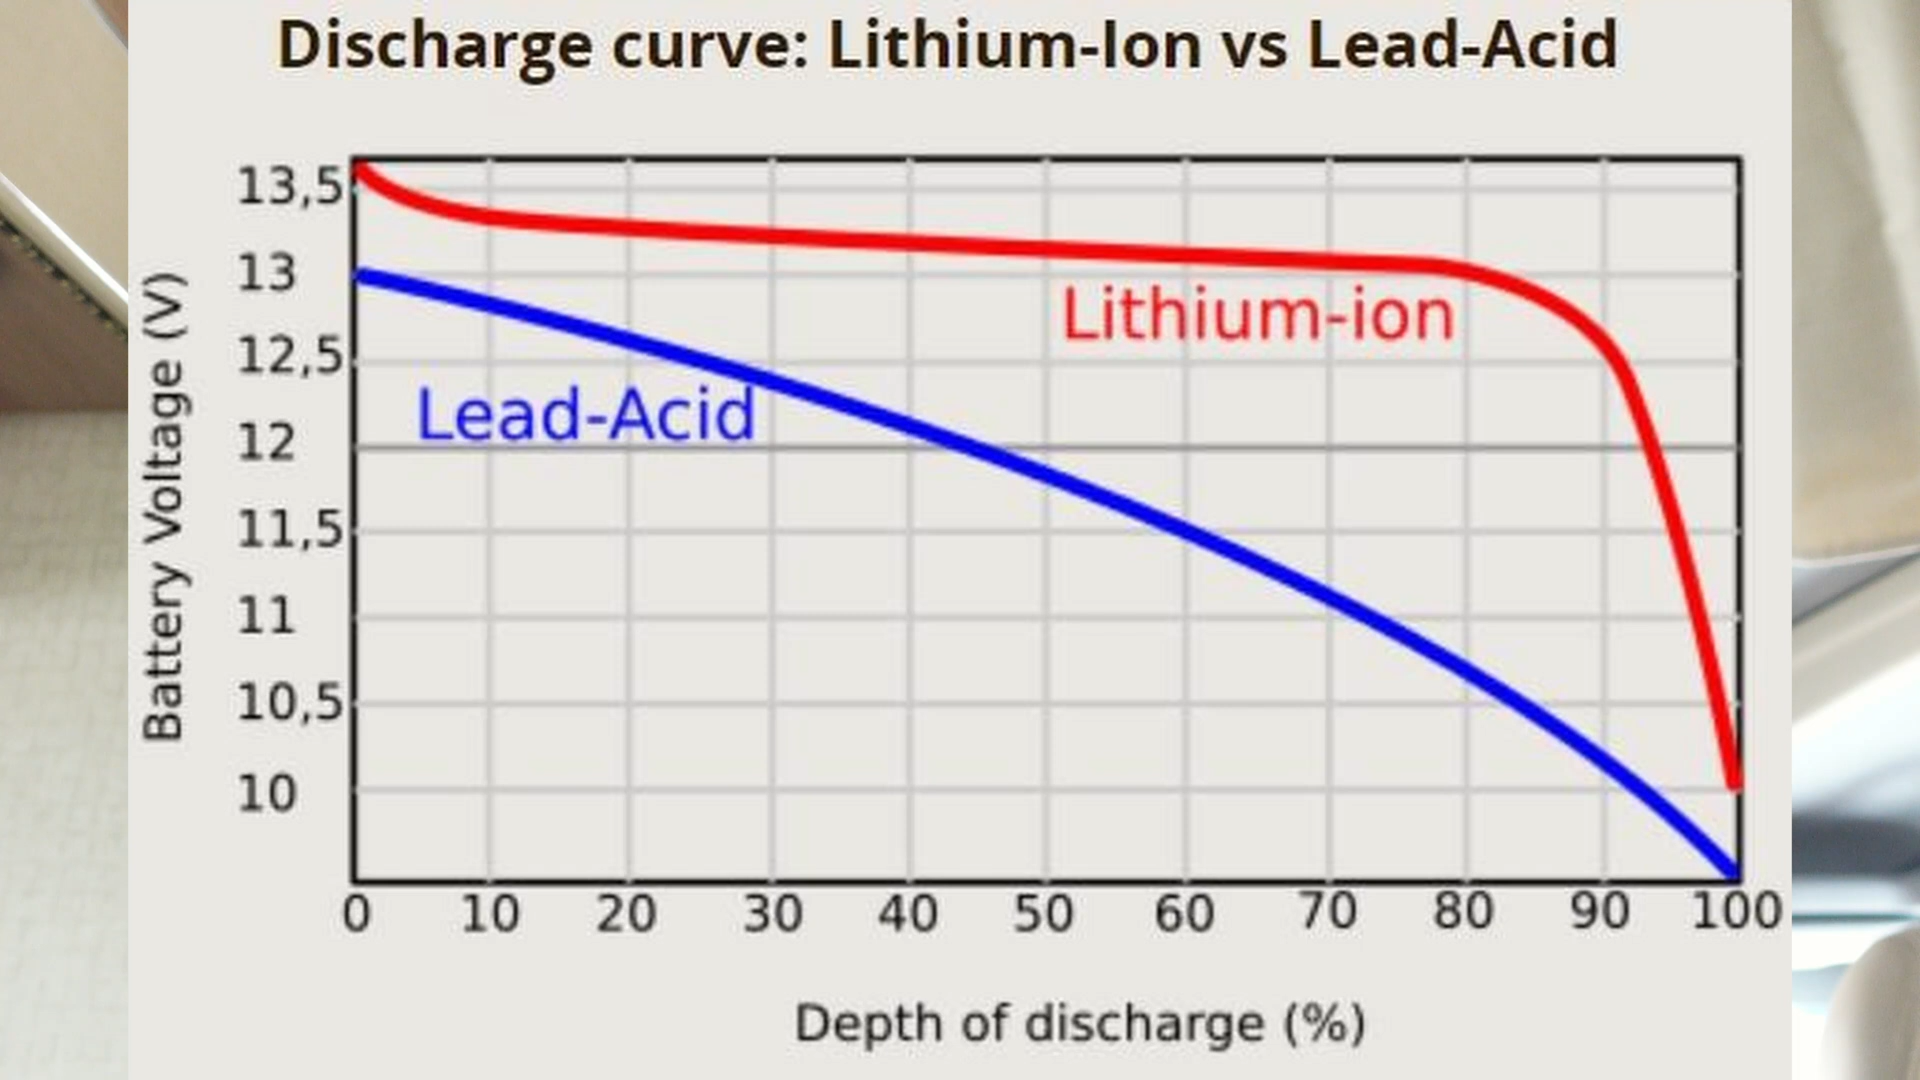 Discharge curve: Lithium-Ion vs Lead-Acid
Battery Voltage (V)
13,5
13
12,5
12
11,5
11
10,5
10
Lithium-ion
Lead-Acid
0 10 20 30 40 50 60 70 80 90 100
Depth of discharge (%)